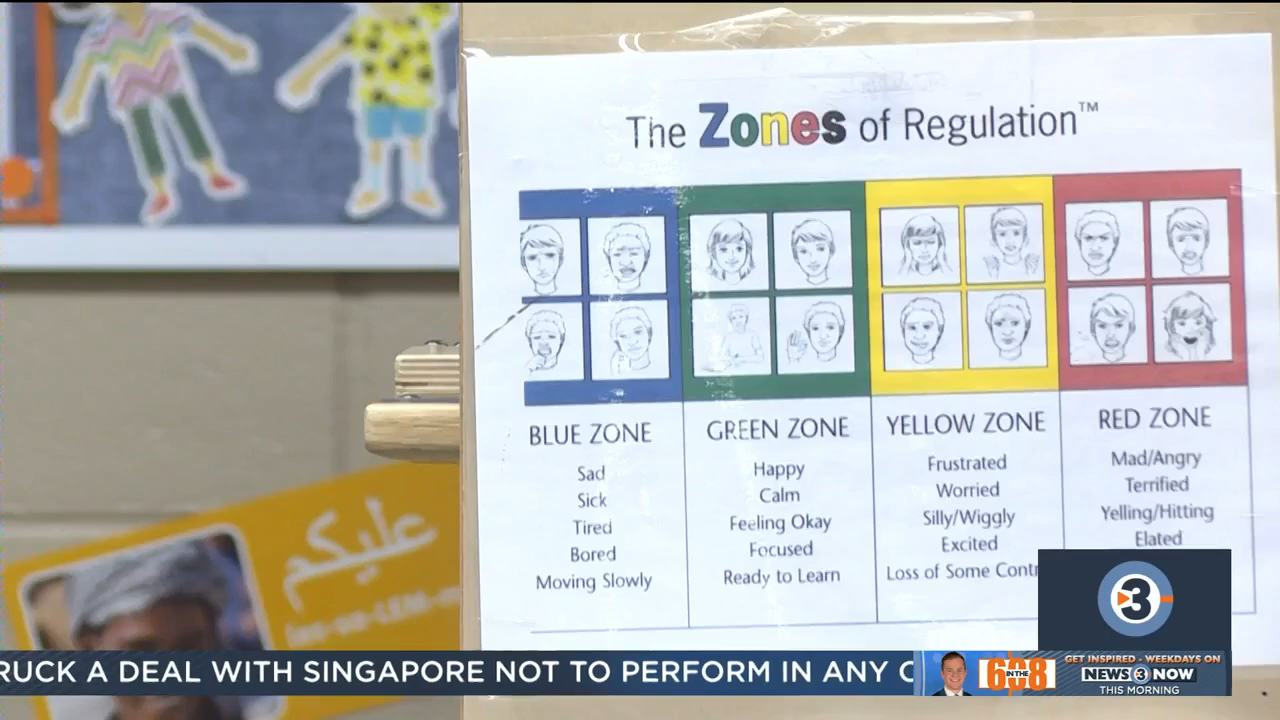 The Zones of Regulation™
BLUE ZONE
Sad
Sick
Tired
Bored
Moving Slowly
GREEN ZONE
Happy
Calm
Feeling Okay
Focused
Ready to Learn
YELLOW ZONE
Frustrated
Worried
Silly/Wiggly
Excited
Loss of Some Contr
RED ZONE
Mad/Angry
Terrified
Yelling/Hitting
Elated
عليكم
3
RUCK A DEAL WITH SINGAPORE NOT TO PERFORM IN ANY
6 IN THE 608
GET INSPIRED - WEEKDAYS ON
NEWS 3 NOW
THIS MORNING